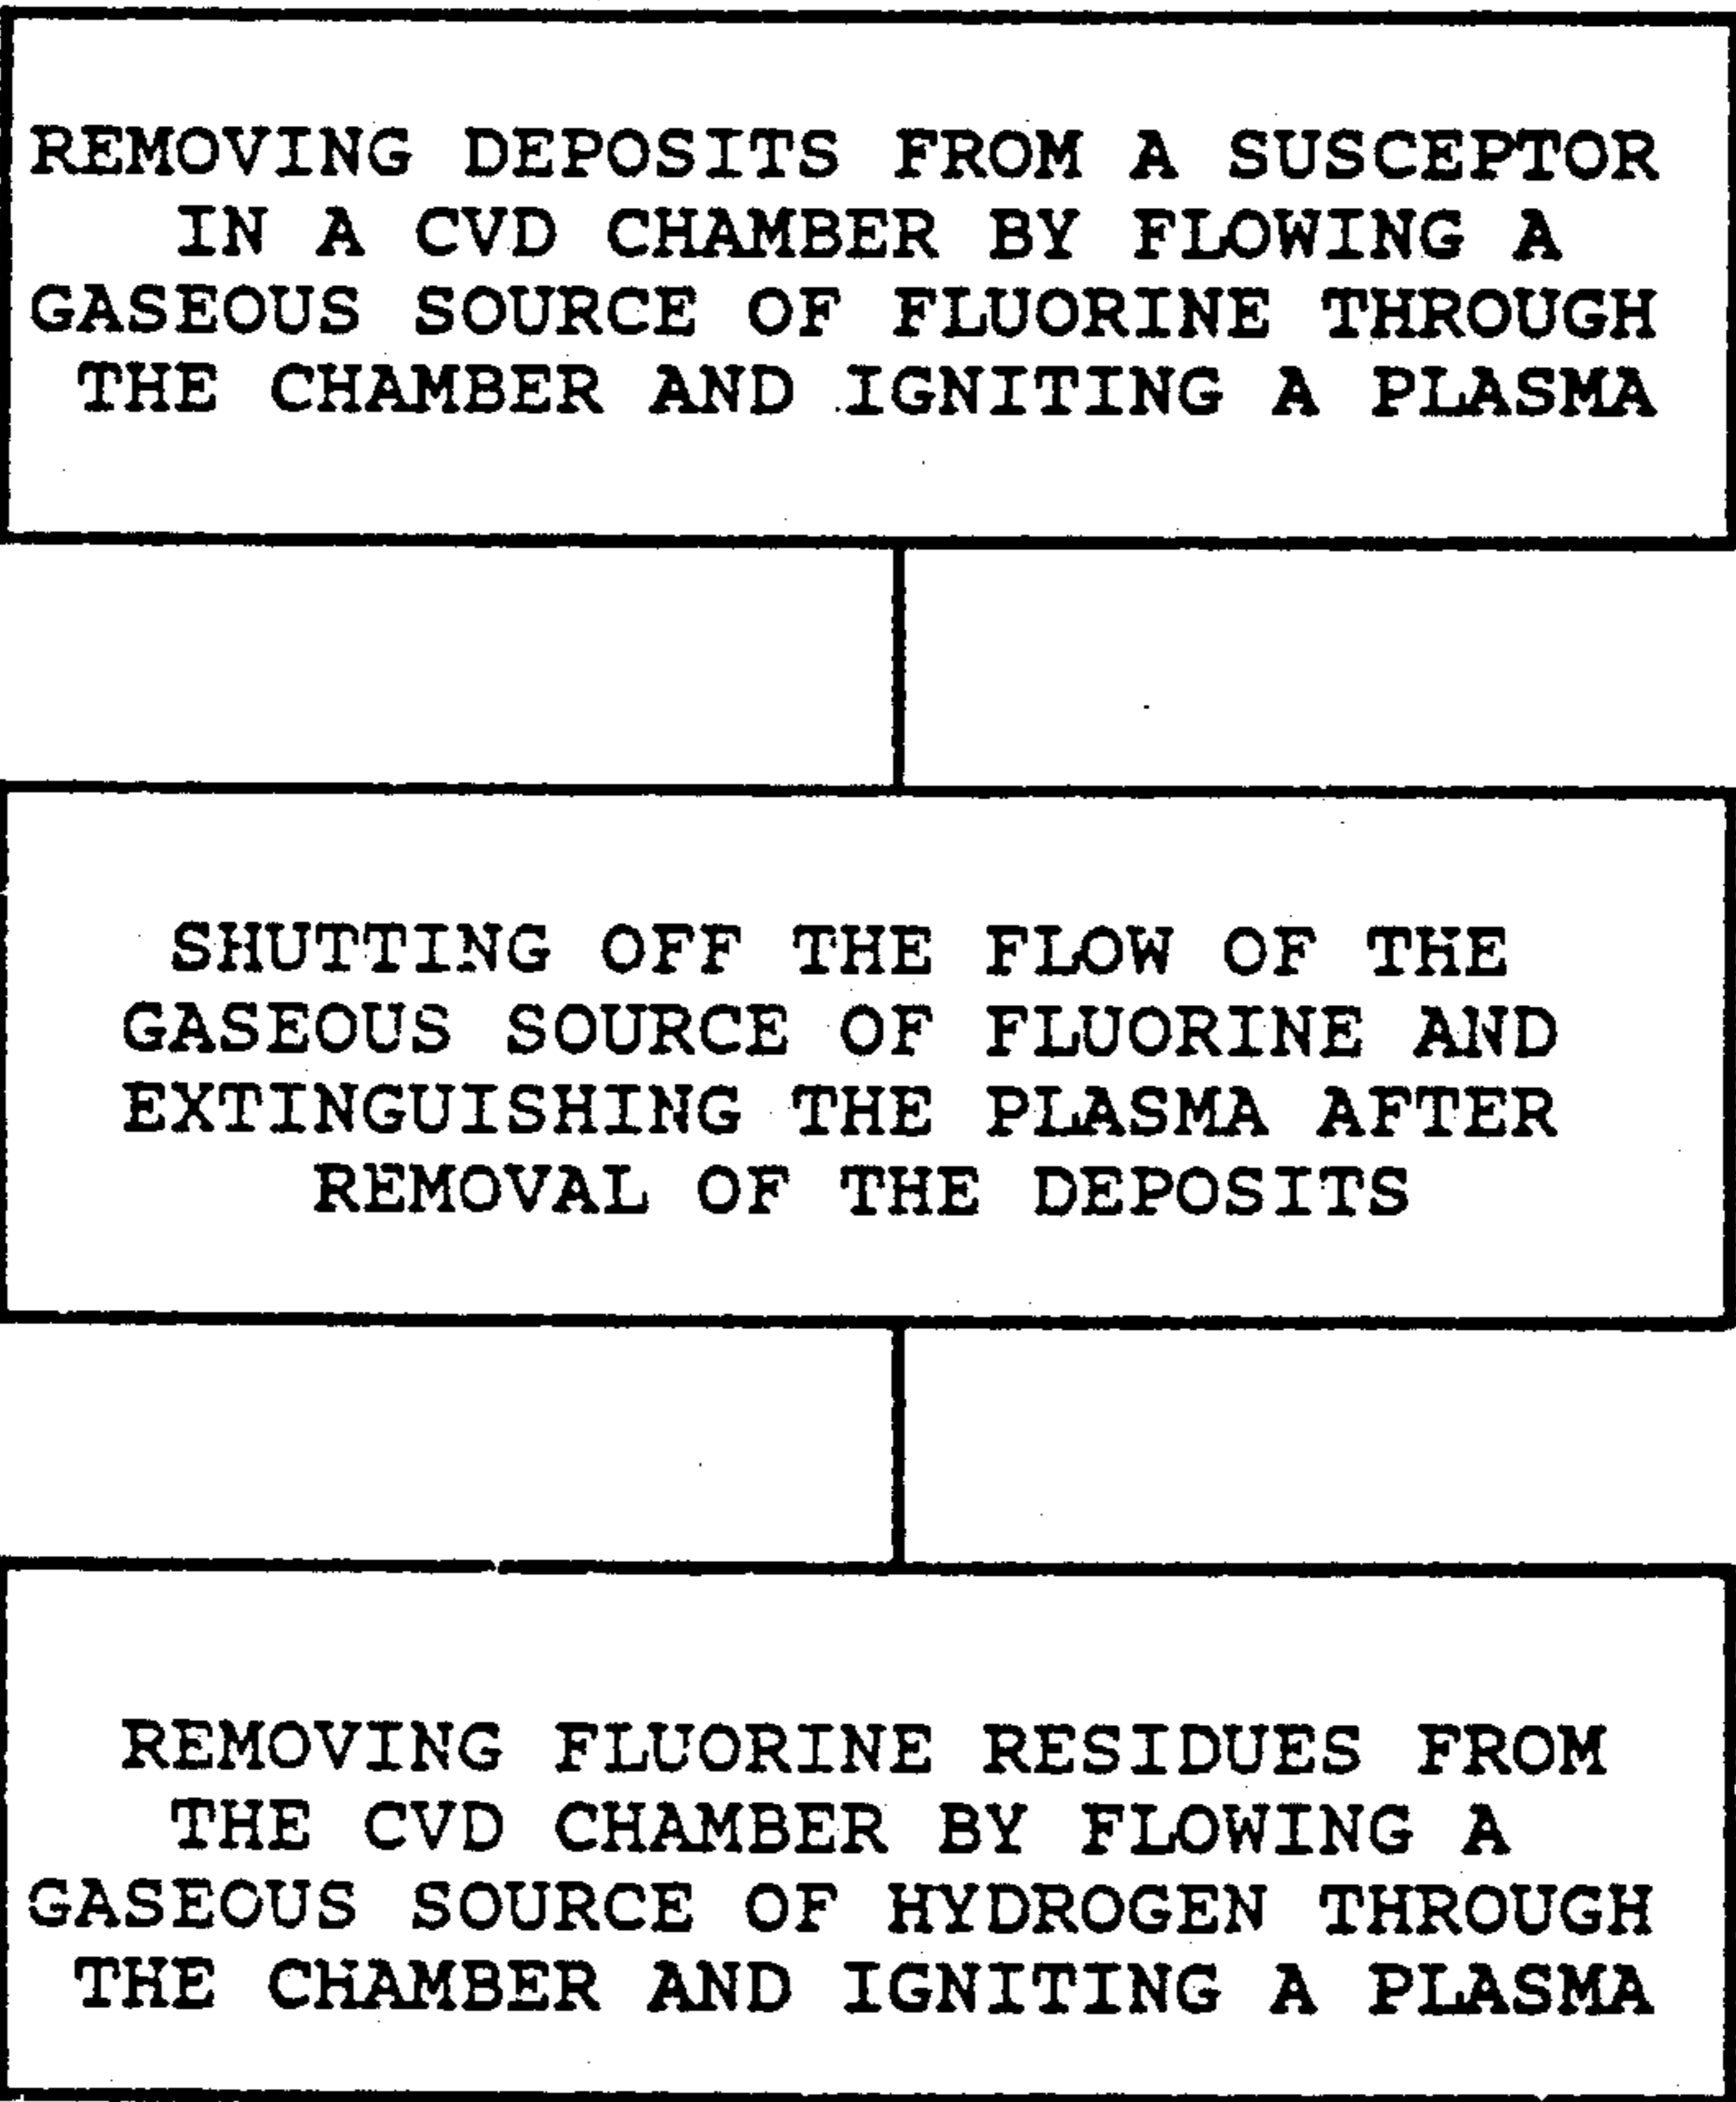 REMOVING DEPOSITS FROM A SUSCEPTOR
IN A CVD CHAMBER BY FLOWING A
GASEOUS SOURCE OF FLUORINE THROUGH
THE CHAMBER AND IGNITING A PLASMA
SHUTTING OFF THE FLOW OF THE
GASEOUS SOURCE OF FLUORINE AND
EXTINGUISHING THE PLASMA AFTER
REMOVAL OF THE DEPOSITS
REMOVING FLUORINE RESIDUES FROM
THE CVD CHAMBER BY FLOWING A
GASEOUS SOURCE OF HYDROGEN THROUGH
THE CHAMBER AND IGNITING A PLASMA